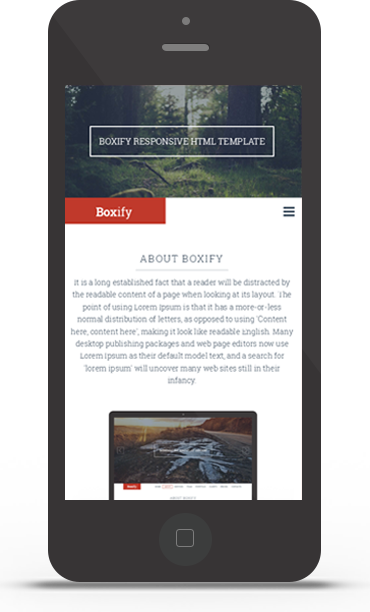 BOXIFY RESPONSIVE HTML TEMPLATE
Boxify
ABOUT BOXIFY
It is a long established fact that a reader will be distracted by
the readable content of a page when looking at its layout. The
point of using Lorem Ipsum is that it has a more-or-less
normal distribution of letters, as opposed to using 'Content
here, content here', making it look like readable English. Many
desktop publishing packages and web page editors now use
Lorem Ipsum as their default model text, and a search for
'lorem ipsum' will uncover many web sites still in their
infancy.
ABOUT BOXIFY